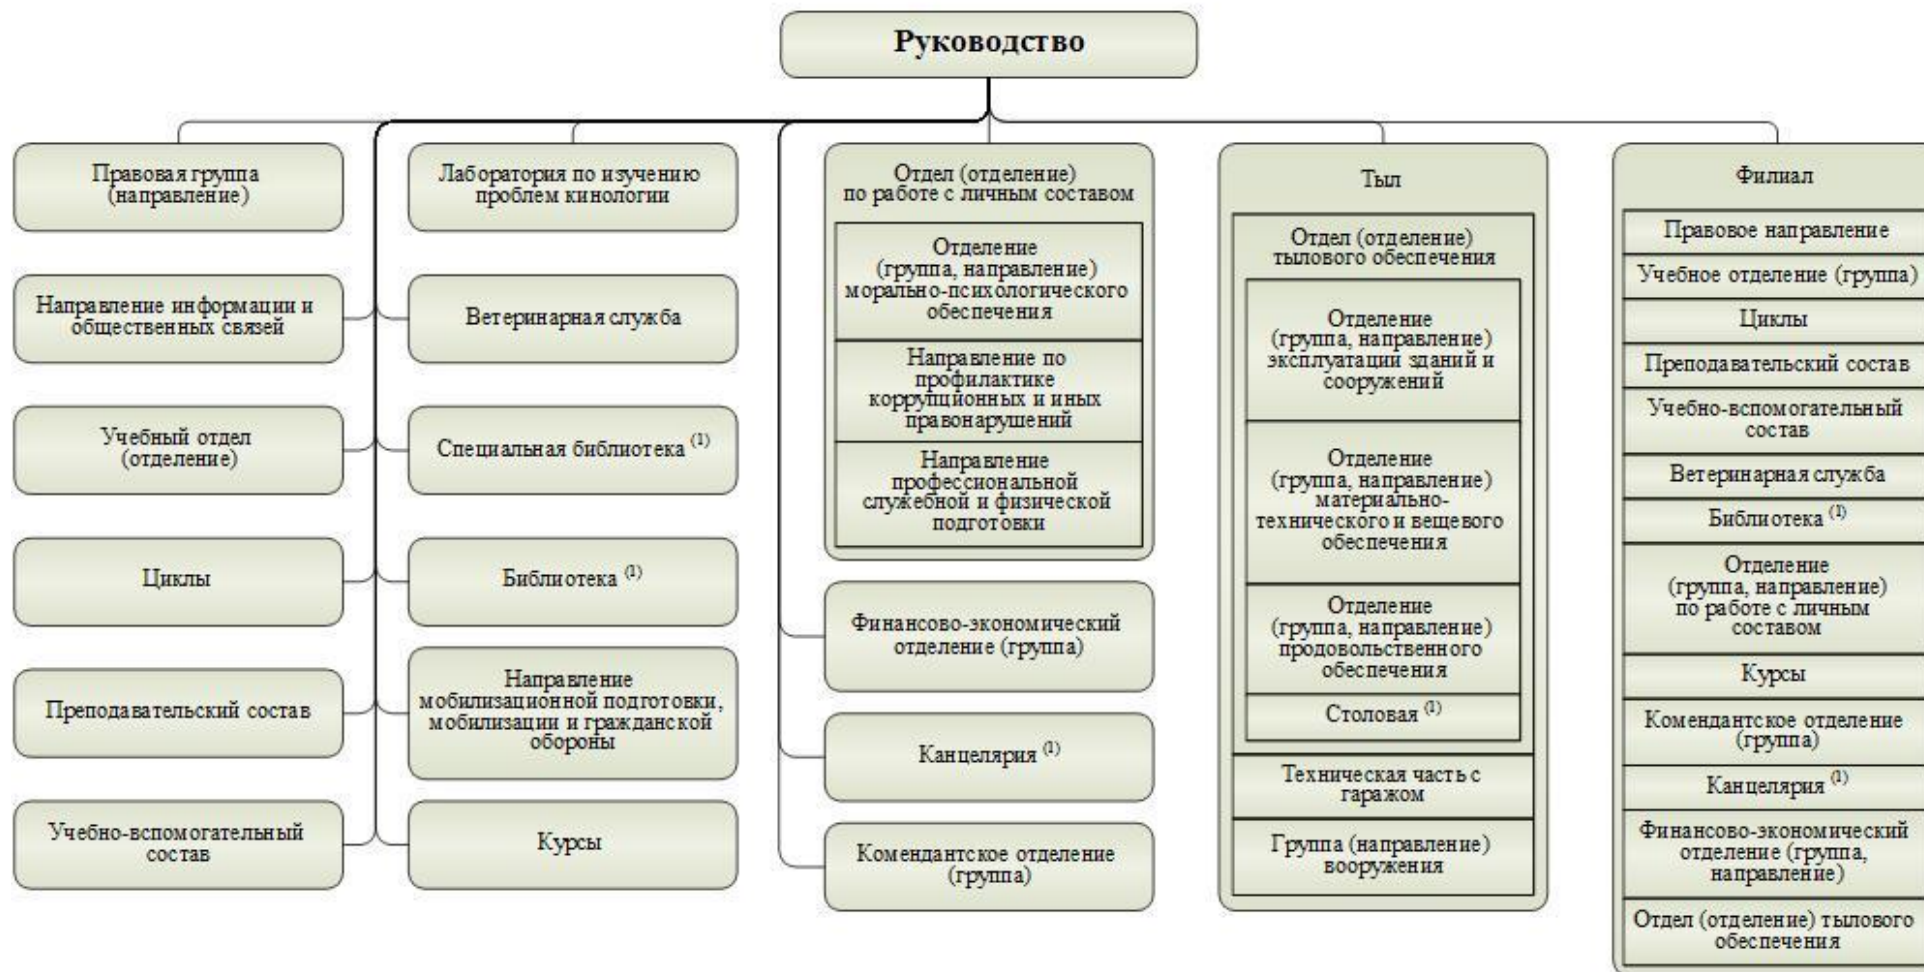 Руководство
Правовая группа
(направление)
Направление информации и
общественных связей
Учебный отдел
(отделение)
Циклы
Преподавательский состав
Учебно-вспомогательный
состав
Лаборатория по изучению
проблем кинологии
Ветеринарная служба
Специальная библиотека (1)
Библиотека (1)
Направление
мобилизационной подготовки,
мобилизации и гражданской
обороны
Курсы
Отдел (отделение)
по работе с личным составом
Отделение
(группа, направление)
морально-психологического
обеспечения
Направление по
профилактике
коррупционных и иных
правонарушений
Направление
профессиональной
служебной и физической
подготовки
Финансово-экономический
отделение (группа)
Канцелярия (1)
Комендантское отделение
(группа)
Тыл
Отдел (отделение)
тылового обеспечения
Отделение
(группа, направление)
эксплуатаций зданий и
сооружений
Отделение
(группа, направление)
материально-
технического и вещевого
обеспечения
Отделение
(группа, направление)
продовольственного
обеспечения
Столовая (1)
Техническая часть с
гаражом
Группа (направление)
вооружения
Филиал
Правовое направление
Учебное отделение (группа)
Циклы
Преподавательский состав
Учебно-вспомогательный
состав
Ветеринарная служба
Библиотека (1)
Отделение
(группа, направление)
по работе с личным
составом
Курсы
Комендантское отделение
(группа)
Канцелярия (1)
Финансово-экономический
отделение (группа,
направление)
Отдел (отделение) тылового
обеспечения